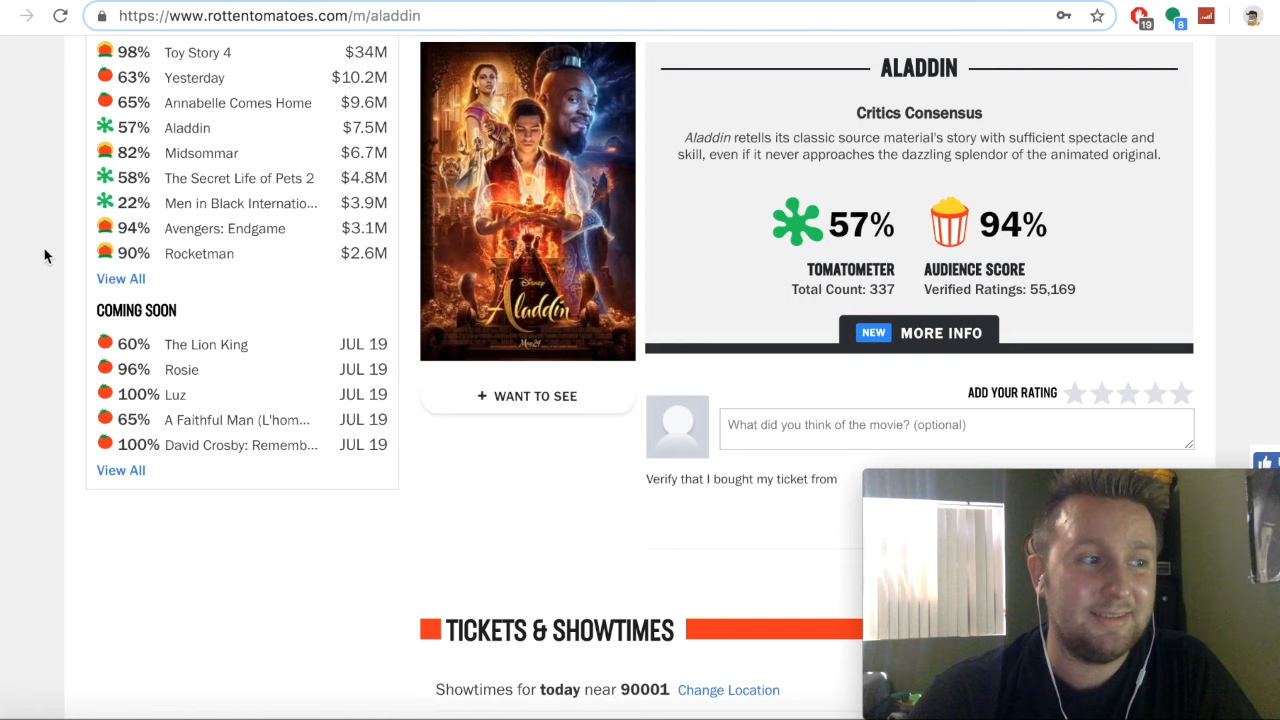 https://www.rottentomatoes.com/m/aladdin
19
8
98% Toy Story 4 $34M
63% Yesterday $10.2M
65% Annabelle Comes Home $9.6M
57% Aladdin $7.5M
82% Midsommar $6.7M
58% The Secret Life of Pets 2 $4.8M
22% Men in Black Internatio... $3.9M
94% Avengers: Endgame $3.1M
90% Rocketman $2.6M
View All
COMING SOON
60% The Lion King JUL 19
96% Rosie JUL 19
100% Luz JUL 19
65% A Faithful Man (L'hom... JUL 19
100% David Crosby: Rememb... JUL 19
View All
Disney
Aladdin
May 24
+ WANT TO SEE
ALADDIN
Critics Consensus
Aladdin retells its classic source material's story with sufficient spectacle and
skill, even if it never approaches the dazzling splendor of the animated original.
57% 94%
TOMATOMETER AUDIENCE SCORE
Total Count: 337 Verified Ratings: 55,169
NEW MORE INFO
ADD YOUR RATING
What did you think of the movie? (optional)
Verify that I bought my ticket from
TICKETS & SHOWTIMES
Showtimes for today near 90001 Change Location